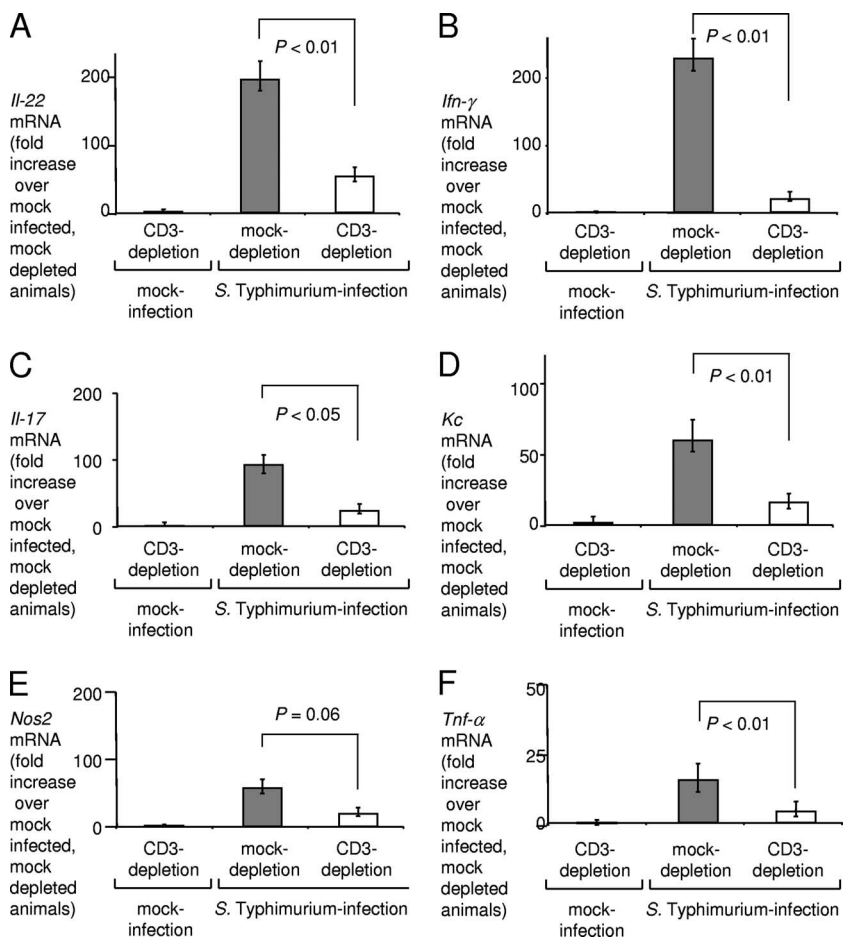 A
Il-22
mRNA
(fold
increase
over
mock
infected,
mock
depleted
animals)
200
100
0
P < 0.01
CD3-
depletion
mock-
depletion
CD3-
depletion
mock-
infection
S. Typhimurium-infection
B
Ifn-γ
mRNA
(fold
increase
over
mock
infected,
mock
depleted
animals)
200
100
0
P < 0.01
CD3-
depletion
mock-
depletion
CD3-
depletion
mock-
infection
S. Typhimurium-infection
C
Il-17
mRNA
(fold
increase
over
mock
infected,
mock
depleted
animals)
200
100
0
P < 0.05
CD3-
depletion
mock-
depletion
CD3-
depletion
mock-
infection
S. Typhimurium-infection
D
Kc
mRNA
(fold
increase
over
mock
infected,
mock
depleted
animals)
100
50
0
P < 0.01
CD3-
depletion
mock-
depletion
CD3-
depletion
mock-
infection
S. Typhimurium-infection
E
Nos2
mRNA
(fold
increase
over
mock
infected,
mock
depleted
animals)
200
100
0
P = 0.06
CD3-
depletion
mock-
depletion
CD3-
depletion
mock-
infection
S. Typhimurium-infection
F
Tnf-α
mRNA
(fold
increase
over
mock
infected,
mock
depleted
animals)
50
25
0
P < 0.01
CD3-
depletion
mock-
depletion
CD3-
depletion
mock-
infection
S. Typhimurium-infection